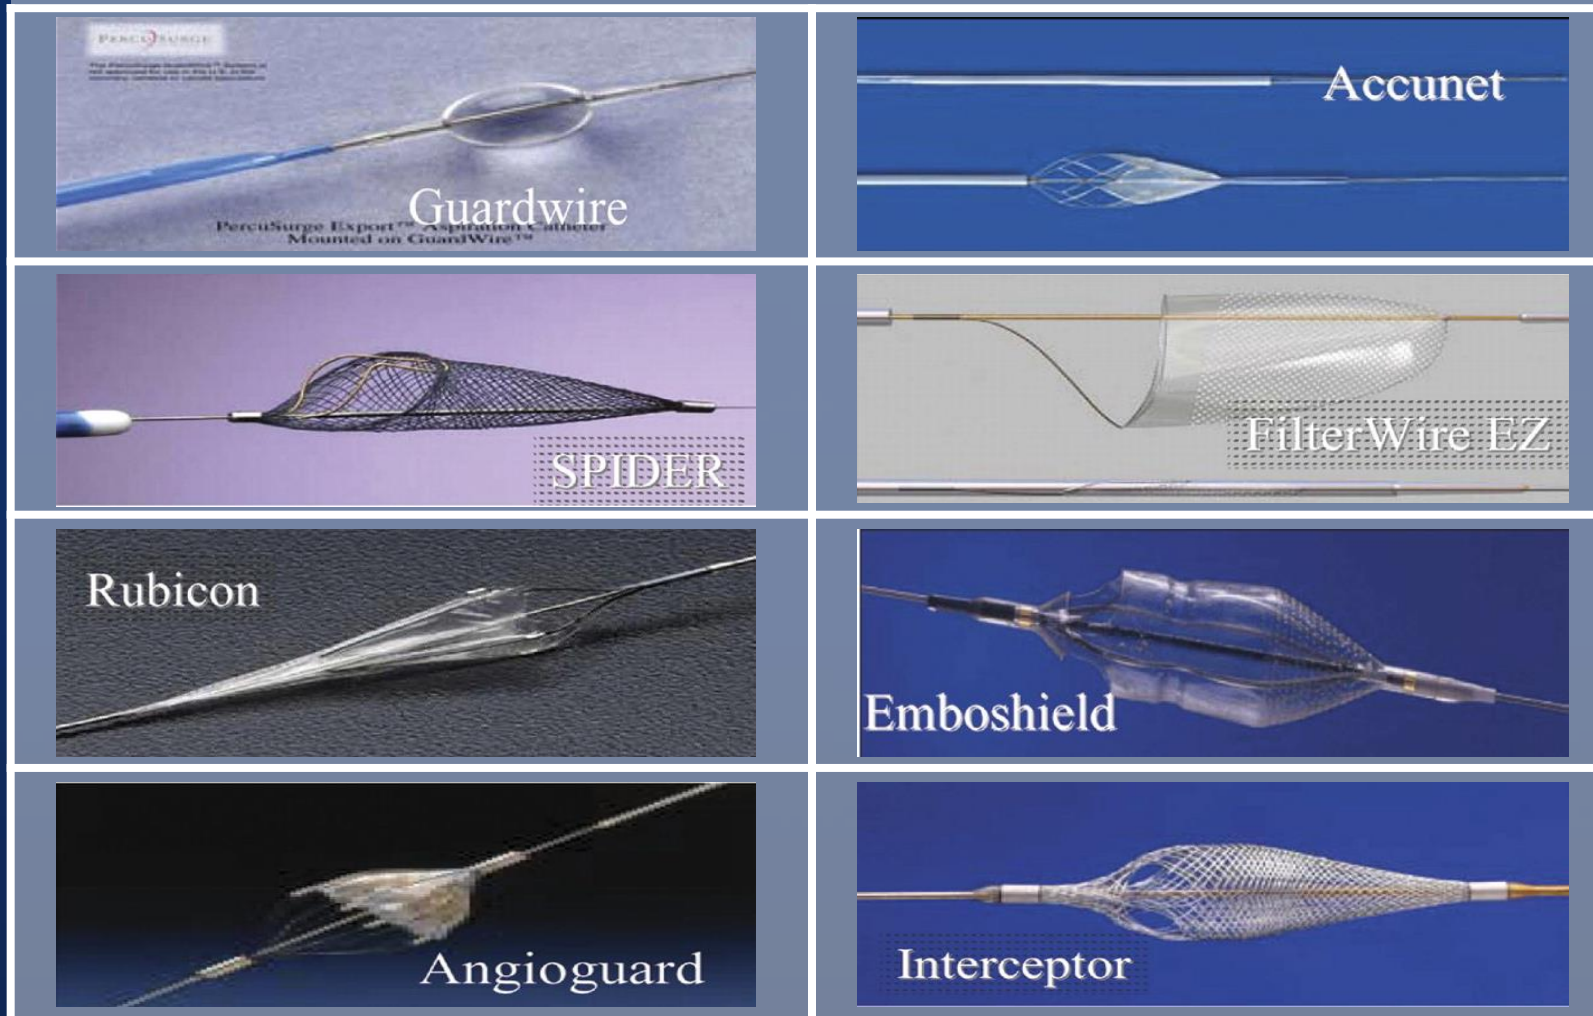 PERCUSURGE
Guardwire
PercuSurge Export™ Aspiration Catheter
Mounted on GuardWire™
Accunet
SPIDER
FilterWire EZ
Rubicon
Emboshield
Angioguard
Interceptor